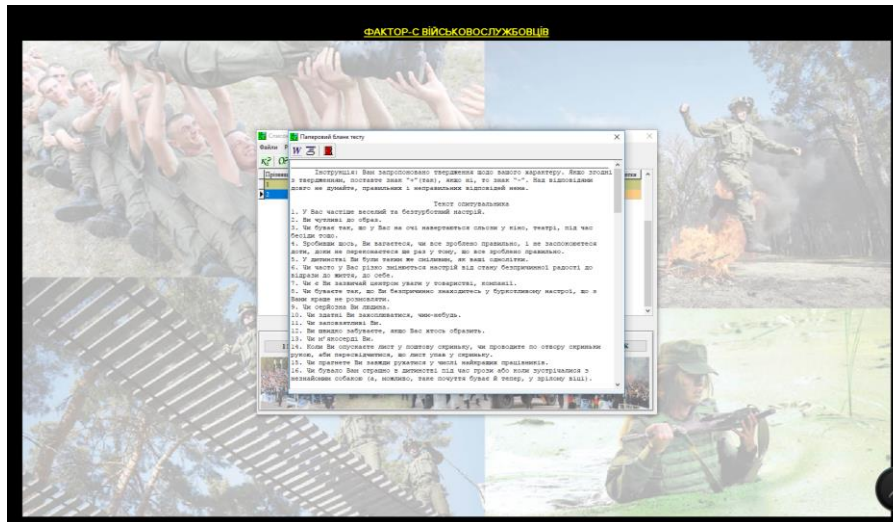 ФАКТОР-С ВІЙСЬКОВОСЛУЖБОВЦІВ
Паперовий бланк тесту
Файли
Інструкція: Вам запропоновано твердження щодо вашого характеру. Якщо згодні
з твердженням, поставте знак "+"(так), якщо ні, то знак "-". Над відповідями
довго не думайте, правильних і неправильних відповідей нема.
Текст опитувальника
1. У Вас частіше веселий та безтурботний настрій.
2. Ви чутливі до образ.
3. Чи буває так, що у Вас на очі навертаються сльози у кіно, театрі, під час
бесіди тощо.
4. Зробивши щось, Ви вагаєтеся, чи все зроблено правильно, і не заспокоюєтеся
доти, доки не переконаєтеся ще раз у тому, що все зроблено правильно.
5. У дитинстві Ви були таким же сміливим, як ваші однолітки.
6. Чи часто у Вас різко змінюється настрій від стану безпричинної радості до
відрази до життя, до себе.
7. Чи є Ви зазвичай центром уваги у товаристві, компанії.
8. Чи буваєте так, що Ви безпричинно знаходитесь у буркотливому настрої, що з
Вами краще не розмовляти.
9. Чи серйозна Ви людина.
10. Чи здатні Ви захоплюватися, чим-небудь.
11. Чи заповзятливі Ви.
12. Ви швидко забуваєте, якщо Вас хтось образить.
13. Чи м'якосерді Ви.
14. Коли Ви опускаєте лист у поштову скриньку, чи проводите по отвору скриньки
рукою, аби пересвідчитися, що лист упав у скриньку.
15. Чи прагнете Ви завжди рухатися у числі найкращих працівників.
16. Чи бувало Вам страшно в дитинстві під час грози або коли зустрічалися з
незнайомим собакою (а, можливо, таке почуття буває й тепер, у зрілому віці).